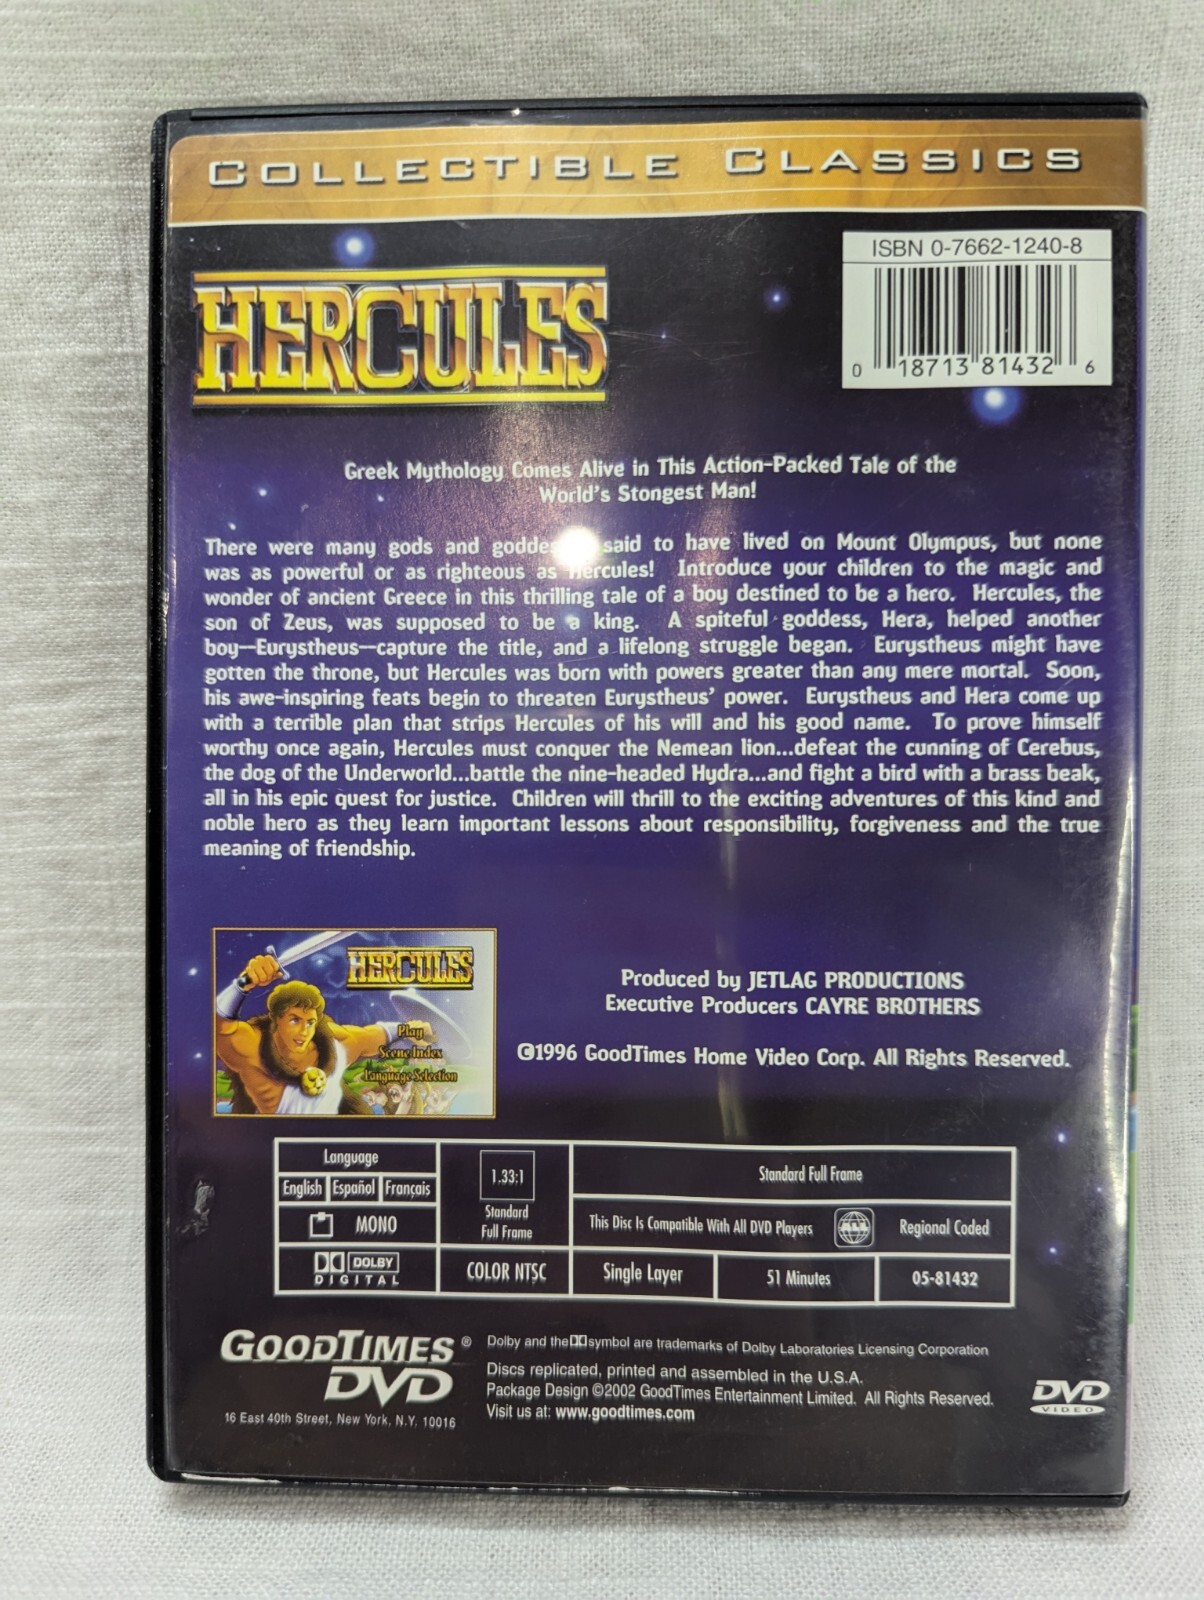 COLLECTIBLE CLASSICS
HERCULES
ISBN 0-7662-1240-8
0 18713 81432 6
Greek Mythology Comes Alive in This Action-Packed Tale of the
World's Stongest Man!
There were many gods and said to have lived on Mount Olympus, but none
was as powerful or as righteous as Hercules! Introduce your children to the magic and
wonder of ancient Greece in this thrilling tale of a boy destined to be a hero. Hercules, the
son of Zeus, was supposed to be a king. A spiteful goddess, Hera, helped another
boy—Eurystheus—capture the title, and a lifelong struggle began. Eurystheus might have
gotten the throne, but Hercules was born with powers greater than any mere mortal. Soon,
his awe-inspiring feats begin to threaten Eurystheus' power. Eurystheus and Hera come up
with a terrible plan that strips Hercules of his will and his good name. To prove himself
worthy once again, Hercules must conquer the Nemean lion...defeat the cunning of Cerebus,
the dog of the Underworld...battle the nine-headed Hydra...and fight a bird with a brass beak,
all in his epic quest for justice. Children will thrill to the exciting adventures of this kind and
noble hero as they learn important lessons about responsibility, forgiveness and the true
meaning of friendship.
HERCULES
Play
Scene Index
Language Selection
Produced by JETLAG PRODUCTIONS
Executive Producers CAYRE BROTHERS
©1996 GoodTimes Home Video Corp. All Rights Reserved.
Language
English Español Français
MONO
DOLBY
DIGITAL
1.33:1
Standard
Full Frame
COLOR NTSC
Standard Full Frame
This Disc Is Compatible With All DVD Players ALL Regional Coded
Single Layer 51 Minutes 05-81432
GOODTIMES®
DVD
16 East 40th Street, New York, N.Y. 10016
Dolby and the symbol are trademarks of Dolby Laboratories Licensing Corporation
Discs replicated, printed and assembled in the U.S.A.
Package Design ©2002 GoodTimes Entertainment Limited. All Rights Reserved.
Visit us at: www.goodtimes.com
DVD
VIDEO